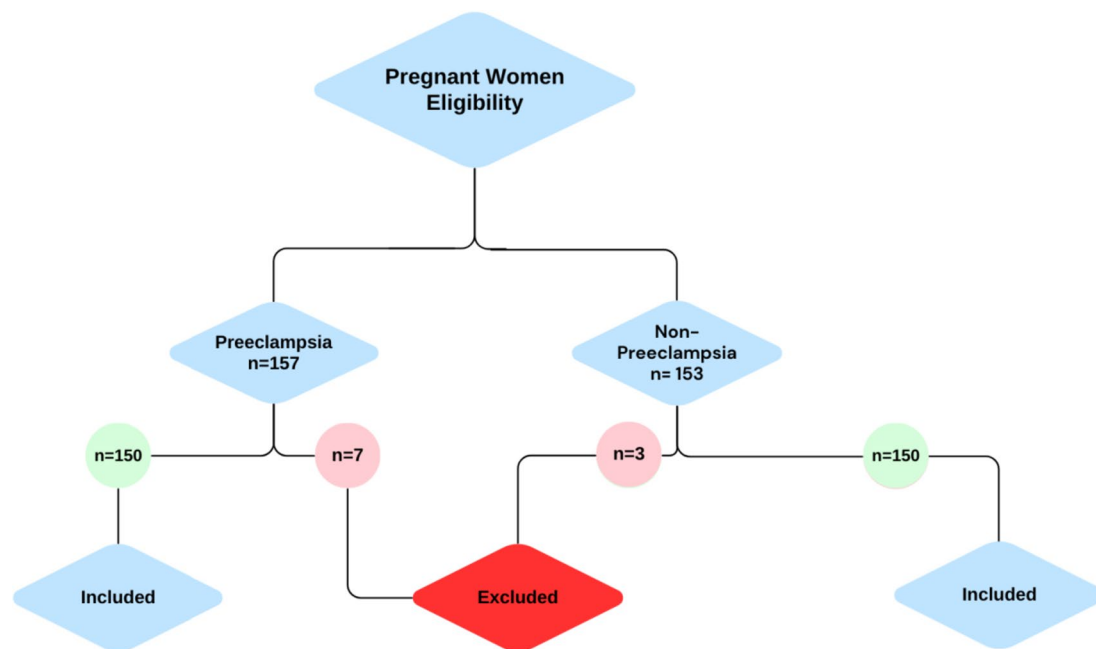 Pregnant Women
Eligibility
Preeclampsia
n=157
Non-
Preeclampsia
n= 153
n=150
n=7
n=3
n=150
Included
Excluded
Included